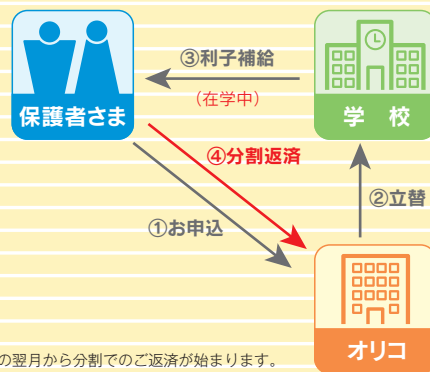 ③利子補給
(在学中)
保護者さま
学 校
④分割返済
②立替
①お申込
オリコ
の翌月から分割でのご返済が始まります。